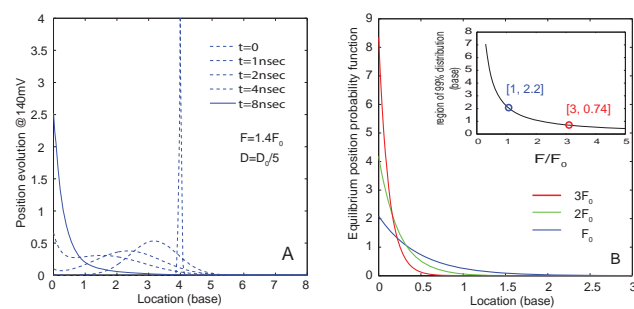 Position evolution @140mV
4
3.5
3
2.5
2
1.5
1
0.5
0
t=0
t=1nsec
t=2nsec
t=4nsec
t=8nsec
F=1.4F₀
D=D₀/5
A
0 1 2 3 4 5 6 7 8
Location (base)
Equilibrium position probability function
9
8
7
6
5
4
3
2
1
0
region of 99% distribution
(base)
8
7
6
5
4
3
2
1
0
[1, 2.2]
[3, 0.74]
0 1 2 3 4 5
F/F₀
3F₀
2F₀
F₀
B
0 0.5 1 1.5 2 2.5 3
Location (base)